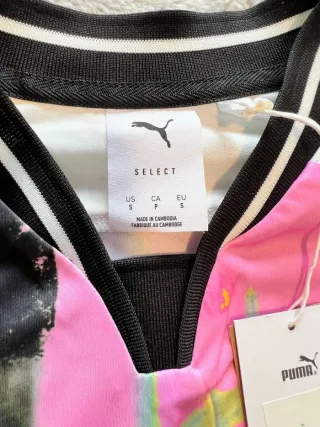 SELECT
US CA EU
S P S
MADE IN CAMBODIA
FABRIQUÉ AU CAMBODGE
PUMA